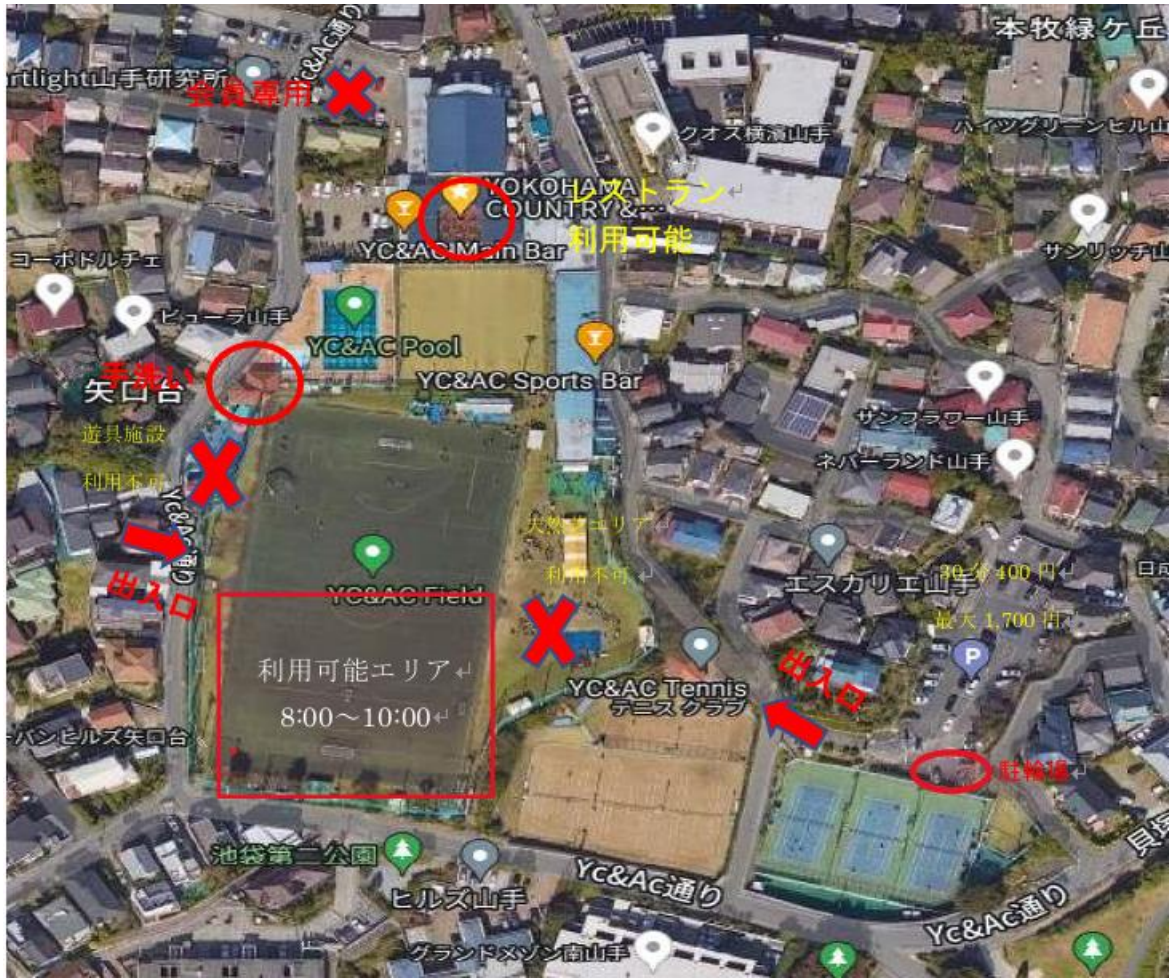 本牧緑ケ丘
Yc&Ac通り
artlight山手研究所
会員専用
クオス横濱山手
ハイツグリーンヒル山
YOKOHAMA
COUNTRY &...
レストラン
利用可能
YC&AC Main Bar
サンリッチ山
コーポドルチェ
ビューラ山手
YC&AC Pool
YC&AC Sports Bar
手洗い
矢口台
サンフラワー山手
遊具施設
利用不可
ネバーランド山手
Yc&Ac通り
エリア
利用不可
出入口
YC&AC Field
エスカリエ山手
30分400円
日成
最大 1,700 円
P
利用可能エリア
8:00～10:00
YC&AC Tennis
テニス クラブ
出入口
ーバンヒルズ矢口台
駐輪場
池袋第二公園
ヒルズ山手
Yc&Ac通り
貝塚
Yc&Ac通り
グランドメゾン南山手